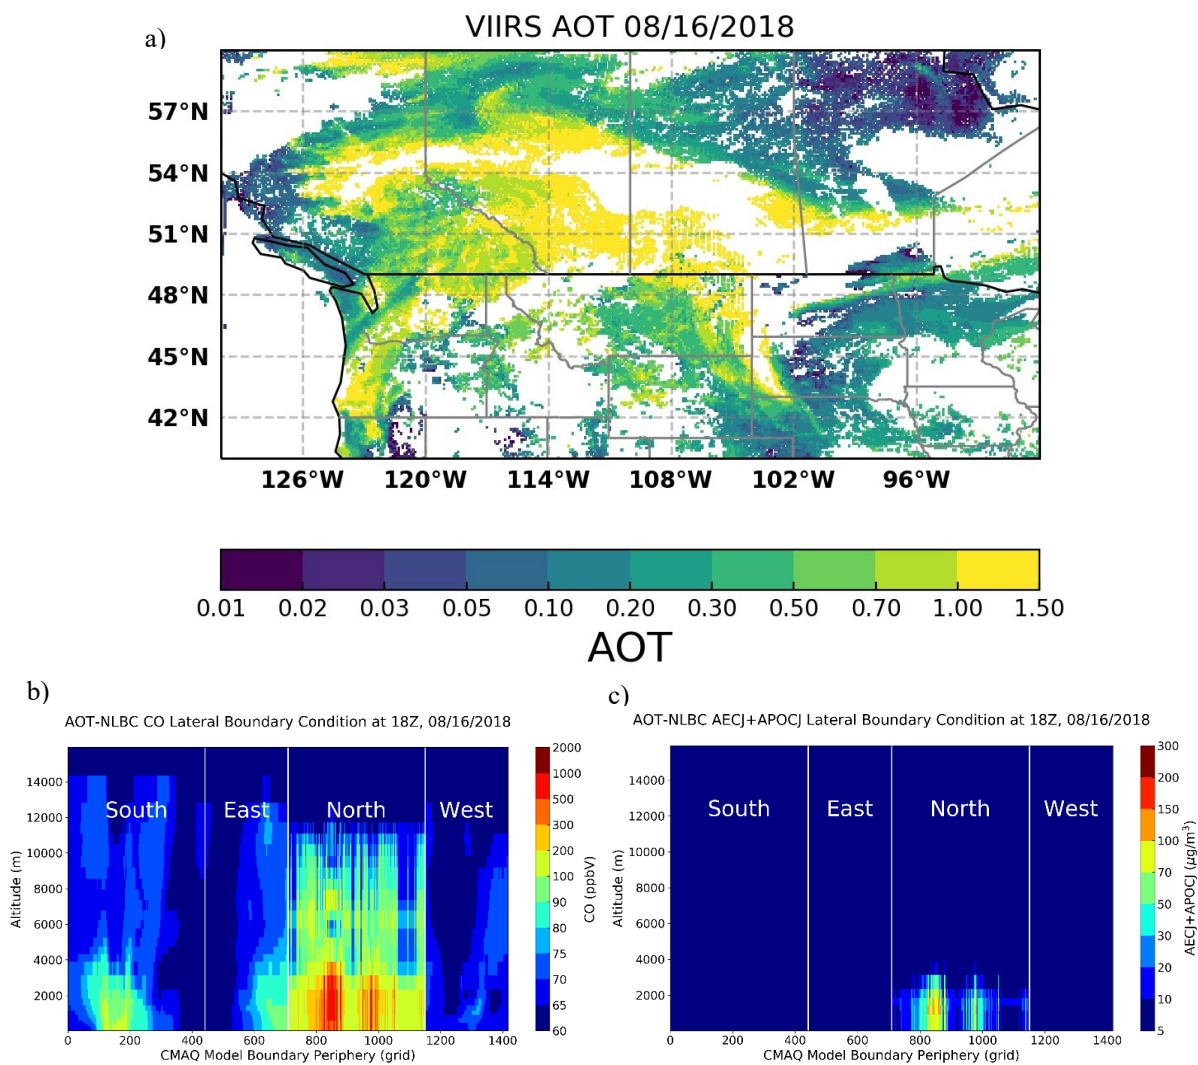 a)
VIIRS AOT 08/16/2018
57°N
54°N
51°N
48°N
45°N
42°N
126°W 120°W 114°W 108°W 102°W 96°W
0.01 0.02 0.03 0.05 0.10 0.20 0.30 0.50 0.70 1.00 1.50
AOT
b)
AOT-NLBC CO Lateral Boundary Condition at 18Z, 08/16/2018
14000
12000
10000
8000
6000
4000
2000
Altitude (m)
South East North West
0 200 400 600 800 1000 1200 1400
CMAQ Model Boundary Periphery (grid)
2000
1000
500
300
200
100
90
80
75
70
65
60
CO (ppbV)
c)
AOT-NLBC AECJ+APOCJ Lateral Boundary Condition at 18Z, 08/16/2018
14000
12000
10000
8000
6000
4000
2000
Altitude (m)
South East North West
0 200 400 600 800 1000 1200 1400
CMAQ Model Boundary Periphery (grid)
300
200
150
100
70
50
30
20
10
5
AECJ+APOCJ (μg/m³)